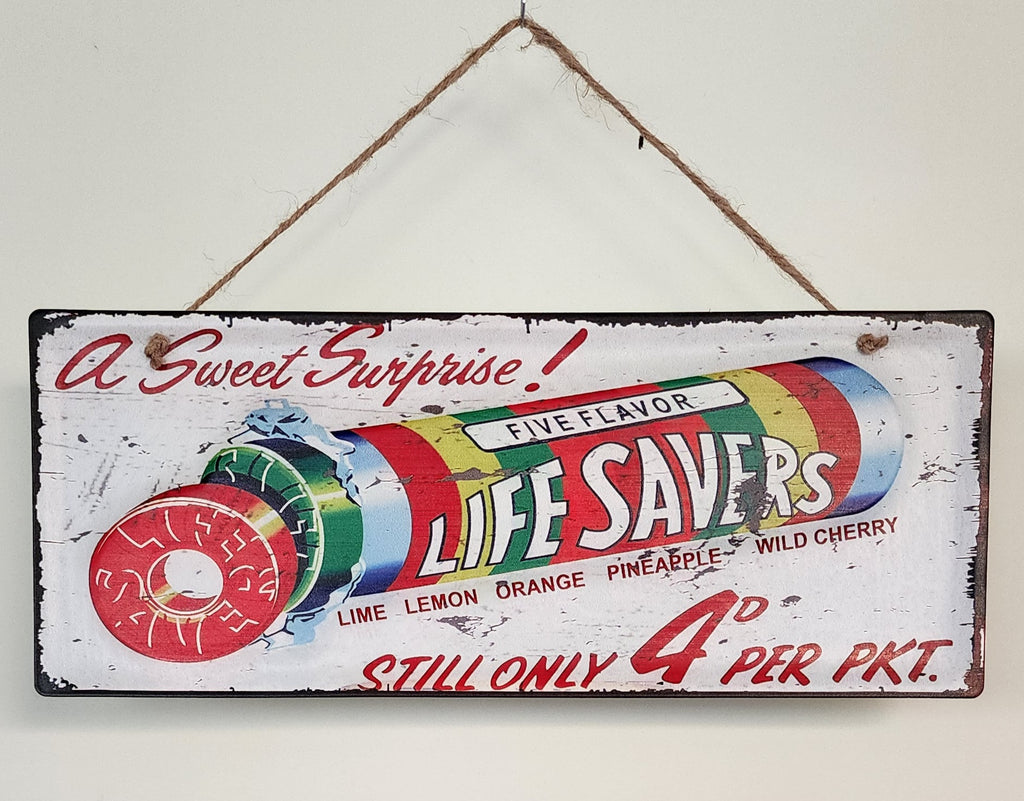 A Sweet Surprise!
FIVE FLAVOR
LIFE SAVERS
LIME LEMON ORANGE PINEAPPLE WILD CHERRY
STILL ONLY 4D PER PKT.